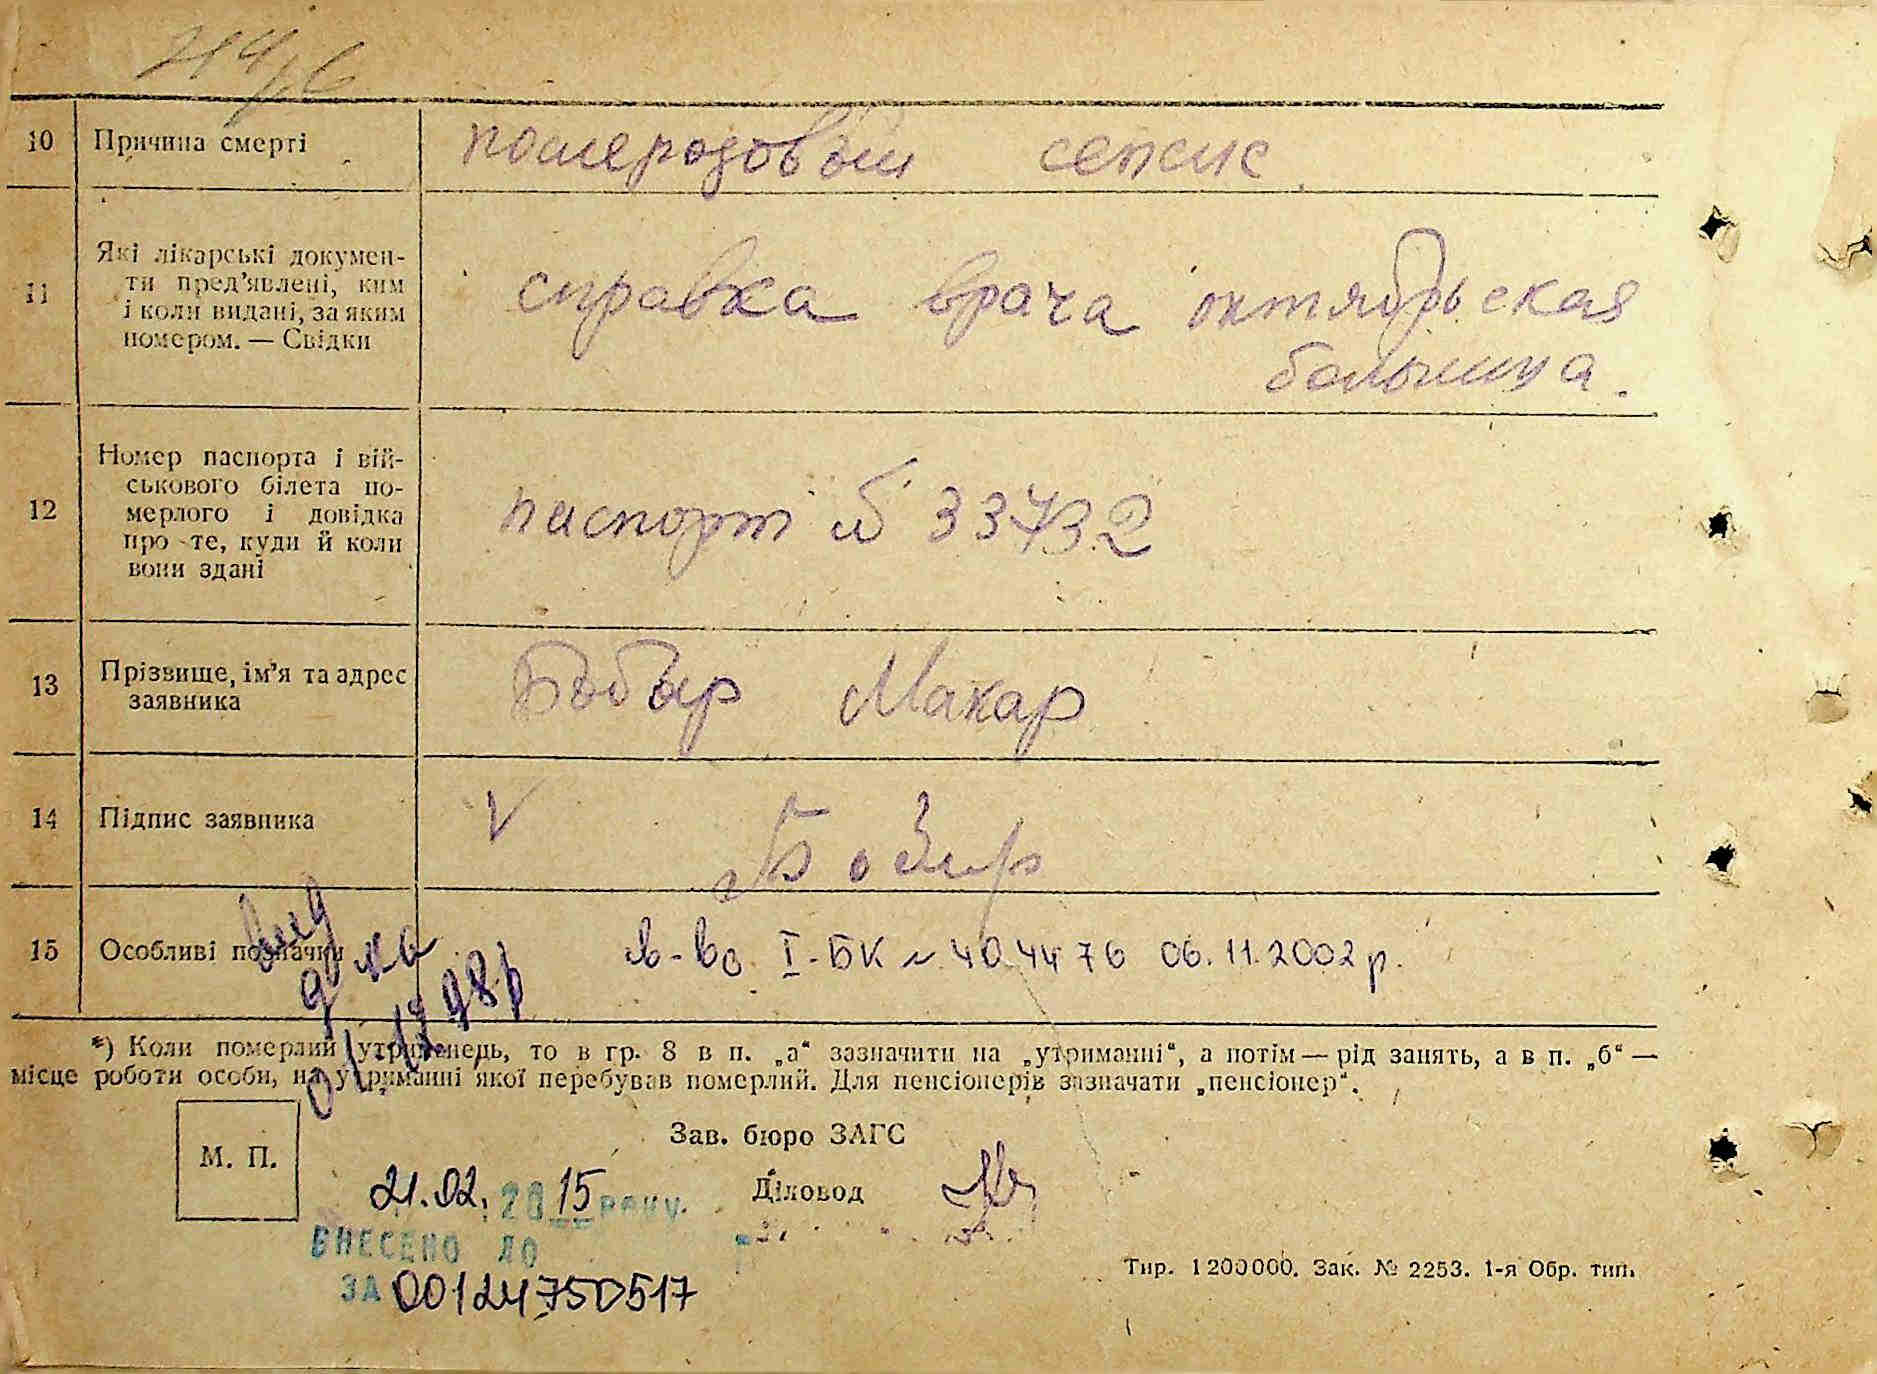 10 Причина смерті послеродовый сепсис
11 Які лікарські докумен-
ти пред'явлені, ким
і коли видані, за яким
номером. — Свідки
справка врача октябрьская
больница.
12 Номер паспорта і вій-
ськового білета по-
мерлого і довідка
про те, куди й коли
вони здані
паспорт № 33732
13 Прізвище, ім'я та адрес
заявника
Бобыр Макар
14 Підпис заявника V Бобир
15 Особливі позначки с-во I-БК № 404476 06.11.2002 р.
*) Коли померлий утриманець, то в гр. 8 в п. „а“ зазначити на „утриманні“, а потім — рід занять, а в п. „б“ —
місце роботи особи, на утриманні якої перебував померлий. Для пенсіонерів зазначати „пенсіонер“.
М. П.
Зав. бюро ЗАГС
21.02. 2015 року
Діловод
ВНЕСЕНО ДО
ЗА 00124750517
Тир. 1200000. Зак. № 2253. 1-я Обр. тип.